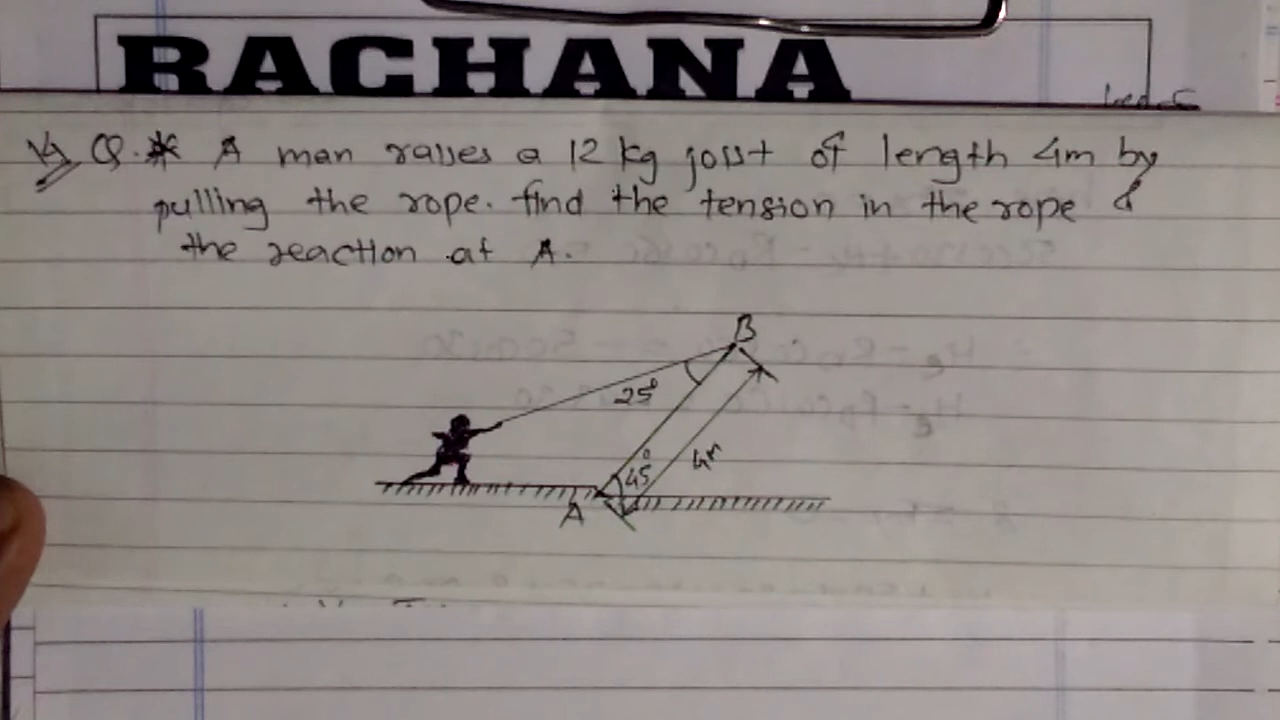 RACHANA
Q.* A man raises a 12 kg joist of length 4m by
pulling the rope. find the tension in the rope &
the reaction at A.
B
25°
4m
45°
A